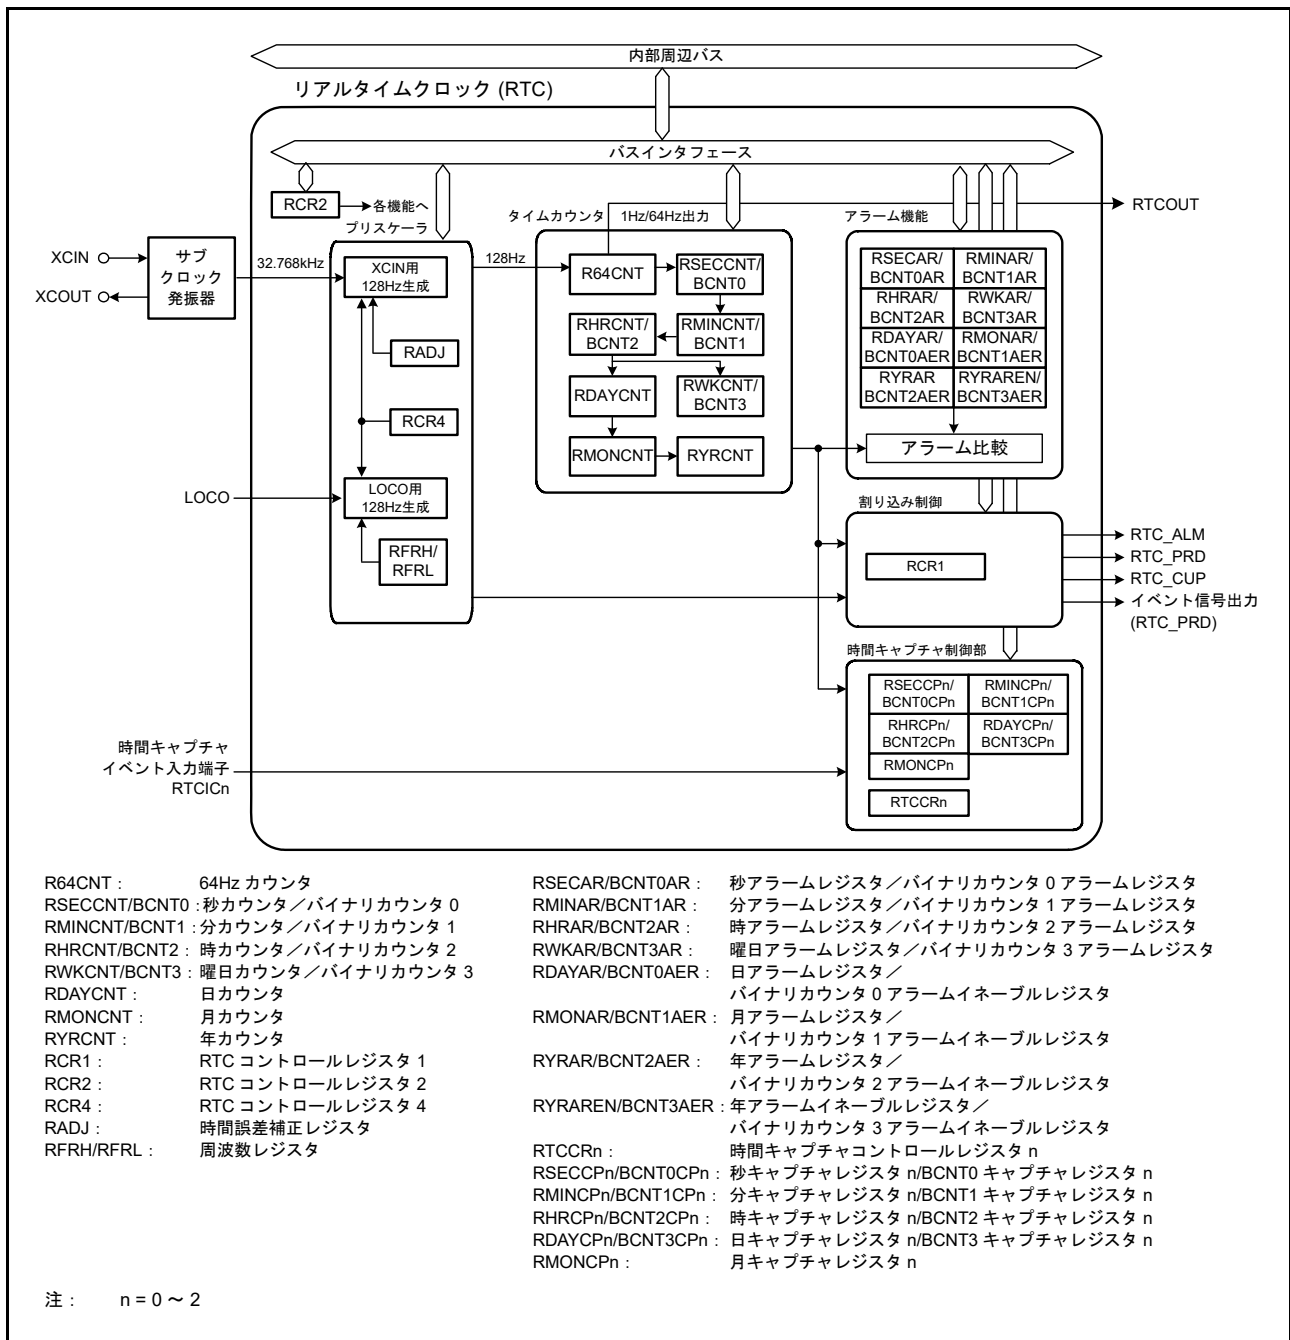 内部周辺バス
リアルタイムクロック (RTC)
バスインタフェース
RCR2
各機能へ
プリスケーラ
タイムカウンタ
1Hz/64Hz出力
アラーム機能
RTCOUT
XCIN
XCOUT
サブ
クロック
発振器
32.768kHz
XCIN用
128Hz生成
128Hz
RADJ
RCR4
LOCO
LOCO用
128Hz生成
RFRH/
RFRL
R64CNT
RSECCNT/
BCNT0
RHRCNT/
BCNT2
RMINCNT/
BCNT1
RDAYCNT
RWKCNT/
BCNT3
RMONCNT
RYRCNT
RSECAR/
BCNT0AR
RMINAR/
BCNT1AR
RHRAR/
BCNT2AR
RWKAR/
BCNT3AR
RDAYAR/
BCNT0AER
RMONAR/
BCNT1AER
RYRAR
BCNT2AER
RYRAREN/
BCNT3AER
アラーム比較
割り込み制御
RCR1
RTC_ALM
RTC_PRD
RTC_CUP
イベント信号出力
(RTC_PRD)
時間キャプチャ制御部
RSECCPn/
BCNT0CPn
RMINCPn/
BCNT1CPn
RHRCPn/
BCNT2CPn
RDAYCPn/
BCNT3CPn
RMONCPn
RTCCRn
時間キャプチャ
イベント入力端子
RTCICn
R64CNT： 64Hz カウンタ
RSECCNT/BCNT0：秒カウンタ／バイナリカウンタ 0
RMINCNT/BCNT1：分カウンタ／バイナリカウンタ 1
RHRCNT/BCNT2：時カウンタ／バイナリカウンタ 2
RWKCNT/BCNT3：曜日カウンタ／バイナリカウンタ 3
RDAYCNT： 日カウンタ
RMONCNT： 月カウンタ
RYRCNT： 年カウンタ
RCR1： RTC コントロールレジスタ 1
RCR2： RTC コントロールレジスタ 2
RCR4： RTC コントロールレジスタ 4
RADJ： 時間誤差補正レジスタ
RFRH/RFRL： 周波数レジスタ
RSECAR/BCNT0AR： 秒アラームレジスタ／バイナリカウンタ 0 アラームレジスタ
RMINAR/BCNT1AR： 分アラームレジスタ／バイナリカウンタ 1 アラームレジスタ
RHRAR/BCNT2AR： 時アラームレジスタ／バイナリカウンタ 2 アラームレジスタ
RWKAR/BCNT3AR： 曜日アラームレジスタ／バイナリカウンタ 3 アラームレジスタ
RDAYAR/BCNT0AER： 日アラームレジスタ／
バイナリカウンタ 0 アラームイネーブルレジスタ
RMONAR/BCNT1AER： 月アラームレジスタ／
バイナリカウンタ 1 アラームイネーブルレジスタ
RYRAR/BCNT2AER： 年アラームレジスタ／
バイナリカウンタ 2 アラームイネーブルレジスタ
RYRAREN/BCNT3AER：年アラームイネーブルレジスタ／
バイナリカウンタ 3 アラームイネーブルレジスタ
RTCCRn： 時間キャプチャコントロールレジスタ n
RSECCPn/BCNT0CPn：秒キャプチャレジスタ n/BCNT0 キャプチャレジスタ n
RMINCPn/BCNT1CPn：分キャプチャレジスタ n/BCNT1 キャプチャレジスタ n
RHRCPn/BCNT2CPn： 時キャプチャレジスタ n/BCNT2 キャプチャレジスタ n
RDAYCPn/BCNT3CPn：日キャプチャレジスタ n/BCNT3 キャプチャレジスタ n
RMONCPn： 月キャプチャレジスタ n
注： n = 0 ～ 2